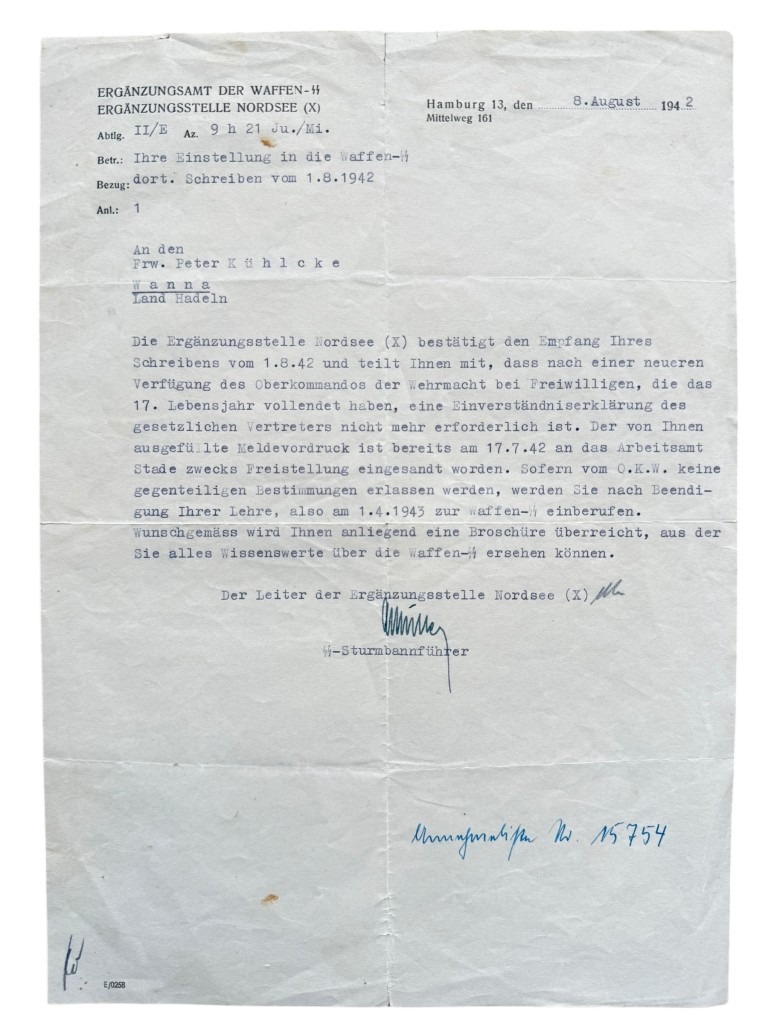 ERGÄNZUNGSAMT DER WAFFEN-ᛋᛋ
ERGÄNZUNGSSTELLE NORDSEE (X)
Hamburg 13, den 8.August 1942
Mittelweg 161
Abtlg. II/E Az. 9 h 21 Ju./Mi.
Betr.: Ihre Einstellung in die Waffen-ᛋᛋ
Bezug: dort. Schreiben vom 1.8.1942
Anl.: 1
An den
Frw. Peter K ü h l c k e
W a n n a
Land Hadeln
Die Ergänzungsstelle Nordsee (X) bestätigt den Empfang Ihres
Schreibens vom 1.8.42 und teilt Ihnen mit, dass nach einer neueren
Verfügung des Oberkommandos der Wehrmacht bei Freiwilligen, die das
17. Lebensjahr vollendet haben, eine Einverständniserklärung des
gesetzlichen Vertreters nicht mehr erforderlich ist. Der von Ihnen
ausgefüllte Meldevordruck ist bereits am 17.7.42 an das Arbeitsamt
Stade zwecks Freistellung eingesandt worden. Sofern vom O.K.W. keine
gegenteiligen Bestimmungen erlassen werden, werden Sie nach Beendi-
gung Ihrer Lehre, also am 1.4.1943 zur Waffen-ᛋᛋ einberufen.
Wunschgemäss wird Ihnen anliegend eine Broschüre überreicht, aus der
Sie alles Wissenswerte über die Waffen-ᛋᛋ ersehen können.
Der Leiter der Ergänzungsstelle Nordsee (X)
ᛋᛋ-Sturmbannführer
Nr. 15754
E/0258